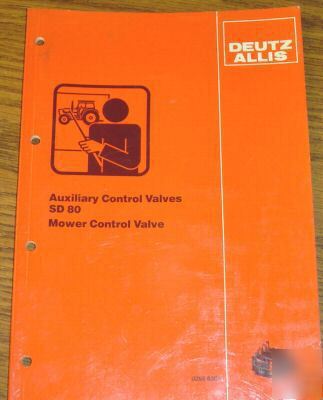 DEUTZ
ALLIS
Auxiliary Control Valves
SD 80
Mower Control Valve